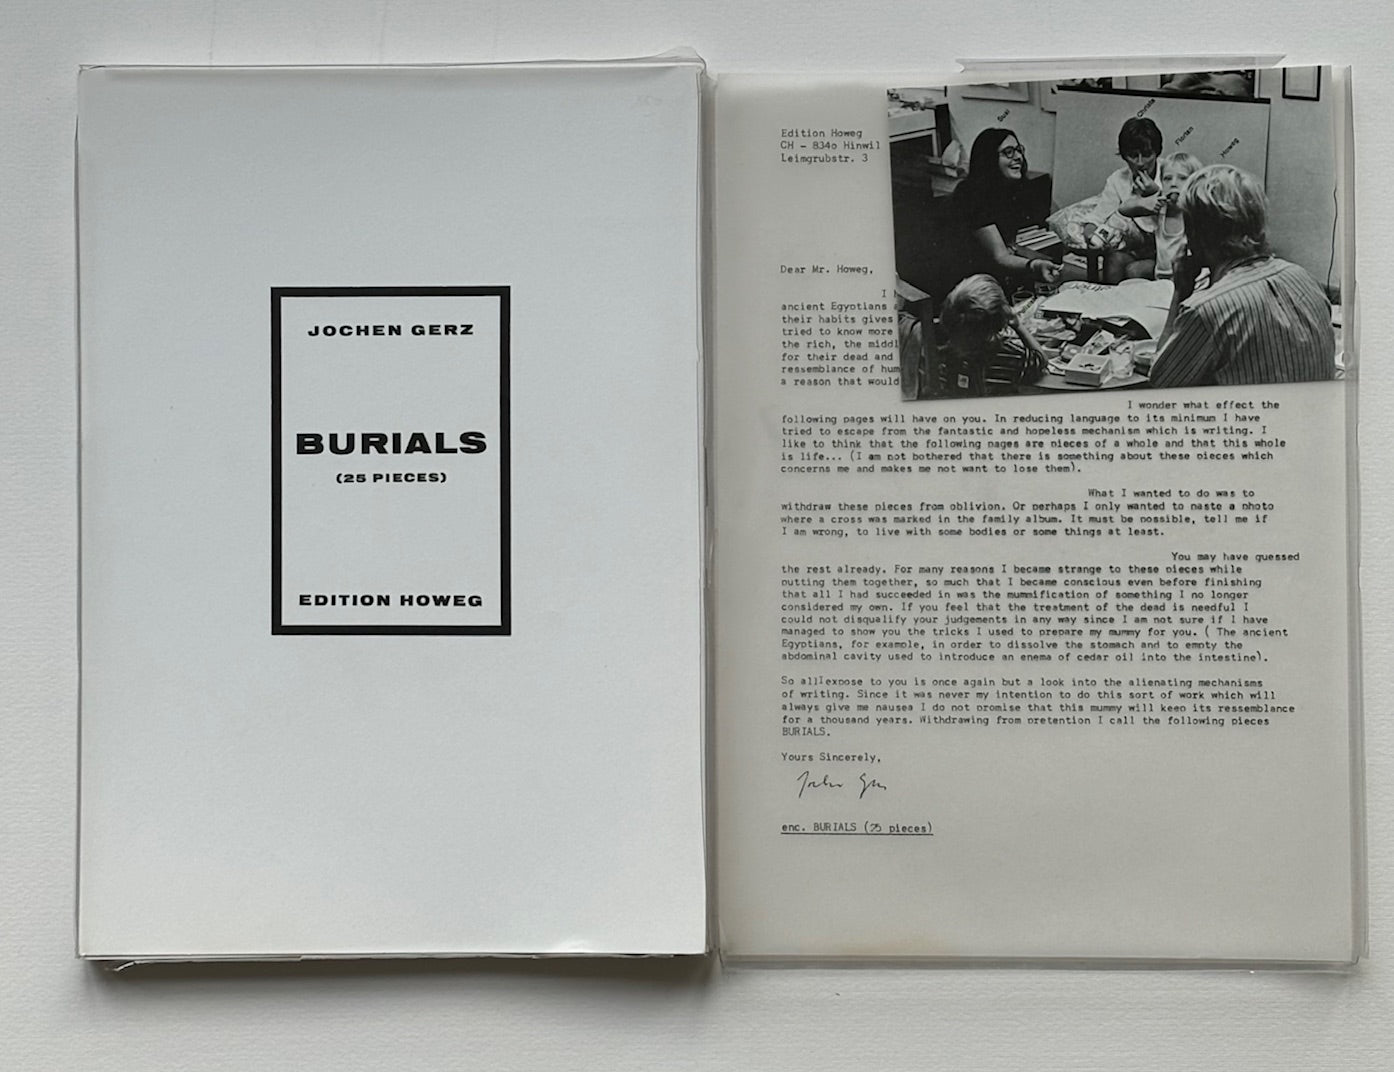 JOCHEN GERZ
BURIALS
(25 PIECES)
EDITION HOWEG
Edition Howeg
CH - 834o Hinwil
Leimgrubstr. 3
Susi
Christa
Florian
Howeg
Dear Mr. Howeg,
I
ancient Egyptians
their habits gives
tried to know more
the rich, the middl
for their dead and
ressemblance of hum
a reason that would
I wonder what effect the
following pages will have on you. In reducing language to its minimum I have
tried to escape from the fantastic and hopeless mechanism which is writing. I
like to think that the following pages are pieces of a whole and that this whole
is life... (I am not bothered that there is something about these pieces which
concerns me and makes me not want to lose them).
What I wanted to do was to
withdraw these pieces from oblivion. Or perhaps I only wanted to paste a photo
where a cross was marked in the family album. It must be possible, tell me if
I am wrong, to live with some bodies or some things at least.
You may have guessed
the rest already. For many reasons I became strange to these pieces while
putting them together, so much that I became conscious even before finishing
that all I had succeeded in was the mummification of something I no longer
considered my own. If you feel that the treatment of the dead is needful I
could not disqualify your judgements in any way since I am not sure if I have
managed to show you the tricks I used to prepare my mummy for you. ( The ancient
Egyptians, for example, in order to dissolve the stomach and to empty the
abdominal cavity used to introduce an enema of cedar oil into the intestine).
So allIexpose to you is once again but a look into the alienating mechanisms
of writing. Since it was never my intention to do this sort of work which will
always give me nausea I do not promise that this mummy will keep its ressemblance
for a thousand years. Withdrawing from pretention I call the following pieces
BURIALS.
Yours Sincerely,
enc. BURIALS (25 pieces)